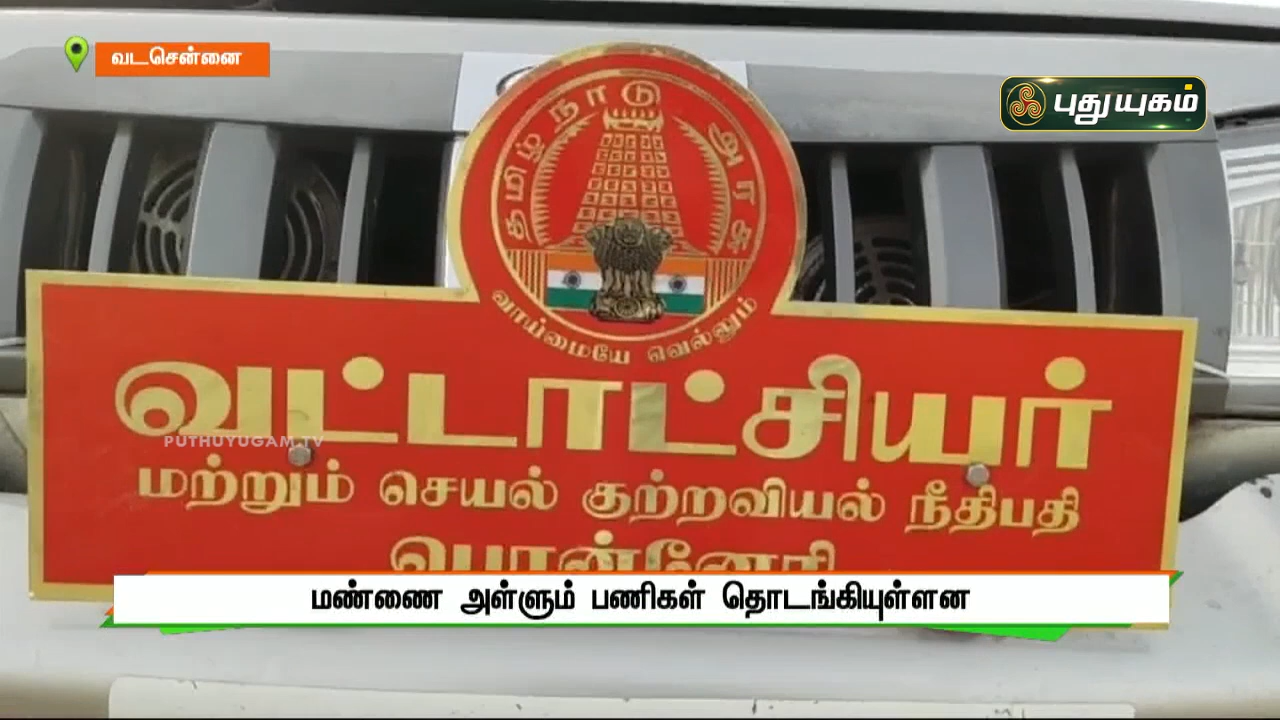 வடசென்னை
புதுயுகம்
தமிழ் நாடு அரசு
வாய்மையே வெல்லும்
வட்டாட்சியர்
PUTHUYUGAM.TV
மற்றும் செயல் குற்றவியல் நீதிபதி
பொன்னேரி
மண்ணை அள்ளும் பணிகள் தொடங்கியுள்ளன